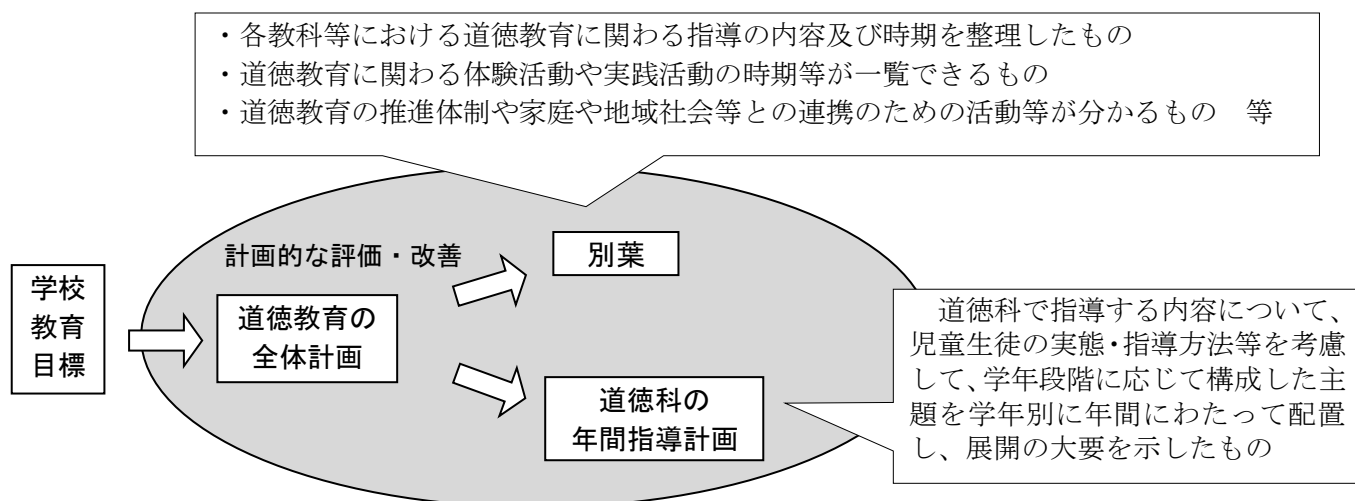 ・各教科等における道徳教育に関わる指導の内容及び時期を整理したもの
・道徳教育に関わる体験活動や実践活動の時期等が一覧できるもの
・道徳教育の推進体制や家庭や地域社会等との連携のための活動等が分かるもの　等
計画的な評価・改善
別葉
学校
教育
目標
道徳教育の
全体計画
道徳科の
年間指導計画
　道徳科で指導する内容について、
児童生徒の実態・指導方法等を考慮
して、学年段階に応じて構成した主
題を学年別に年間にわたって配置
し、展開の大要を示したもの